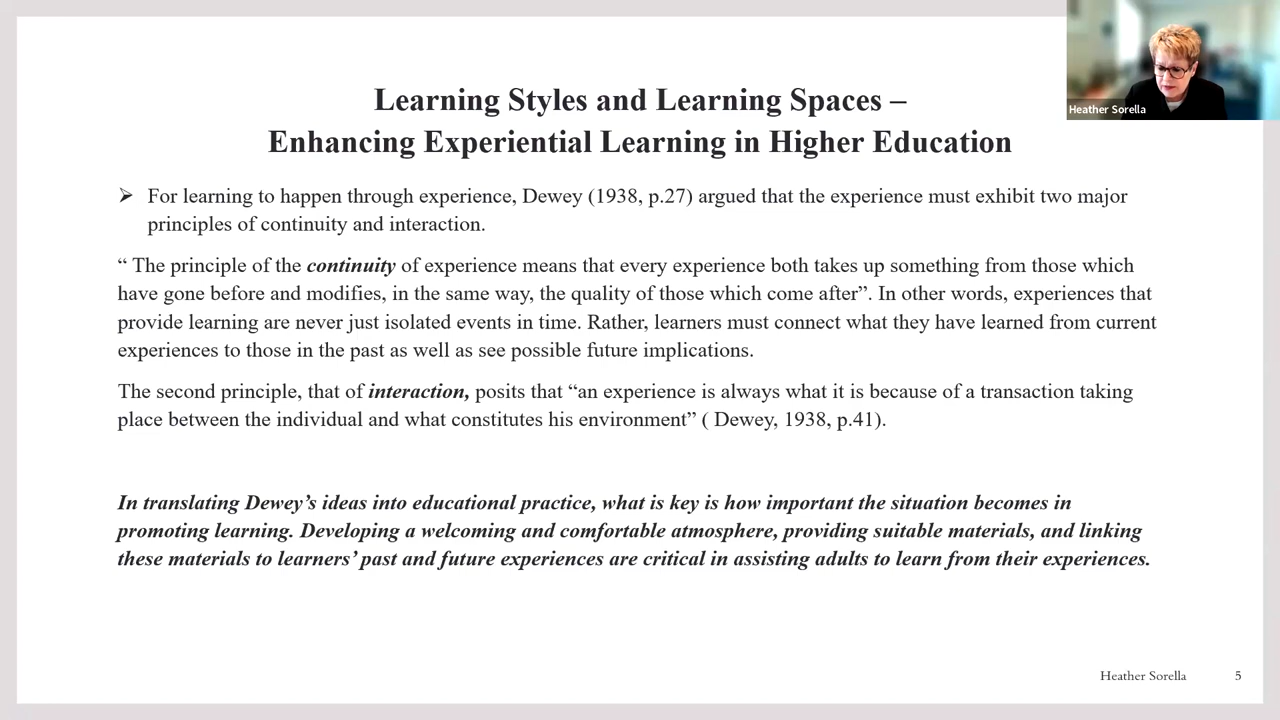 Heather Sorella
Learning Styles and Learning Spaces –
Enhancing Experiential Learning in Higher Education
➢ For learning to happen through experience, Dewey (1938, p.27) argued that the experience must exhibit two major
principles of continuity and interaction.
“ The principle of the continuity of experience means that every experience both takes up something from those which
have gone before and modifies, in the same way, the quality of those which come after”. In other words, experiences that
provide learning are never just isolated events in time. Rather, learners must connect what they have learned from current
experiences to those in the past as well as see possible future implications.
The second principle, that of interaction, posits that “an experience is always what it is because of a transaction taking
place between the individual and what constitutes his environment” ( Dewey, 1938, p.41).
In translating Dewey’s ideas into educational practice, what is key is how important the situation becomes in
promoting learning. Developing a welcoming and comfortable atmosphere, providing suitable materials, and linking
these materials to learners’ past and future experiences are critical in assisting adults to learn from their experiences.
Heather Sorella 5